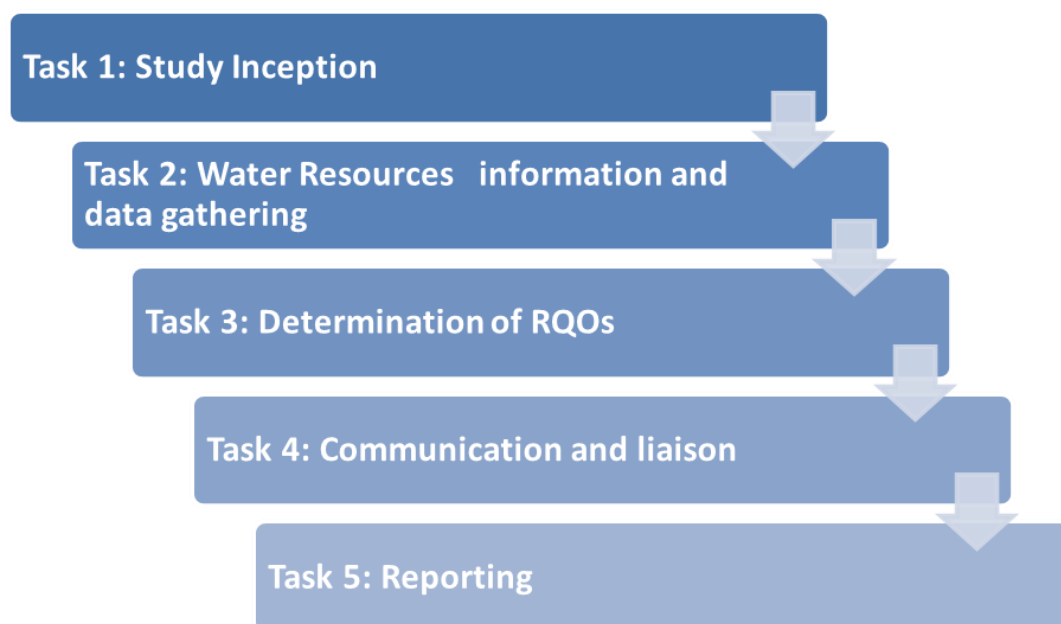 Task 1: Study Inception
Task 2: Water Resources information and
data gathering
Task 3: Determination of RQOs
Task 4: Communication and liaison
Task 5: Reporting